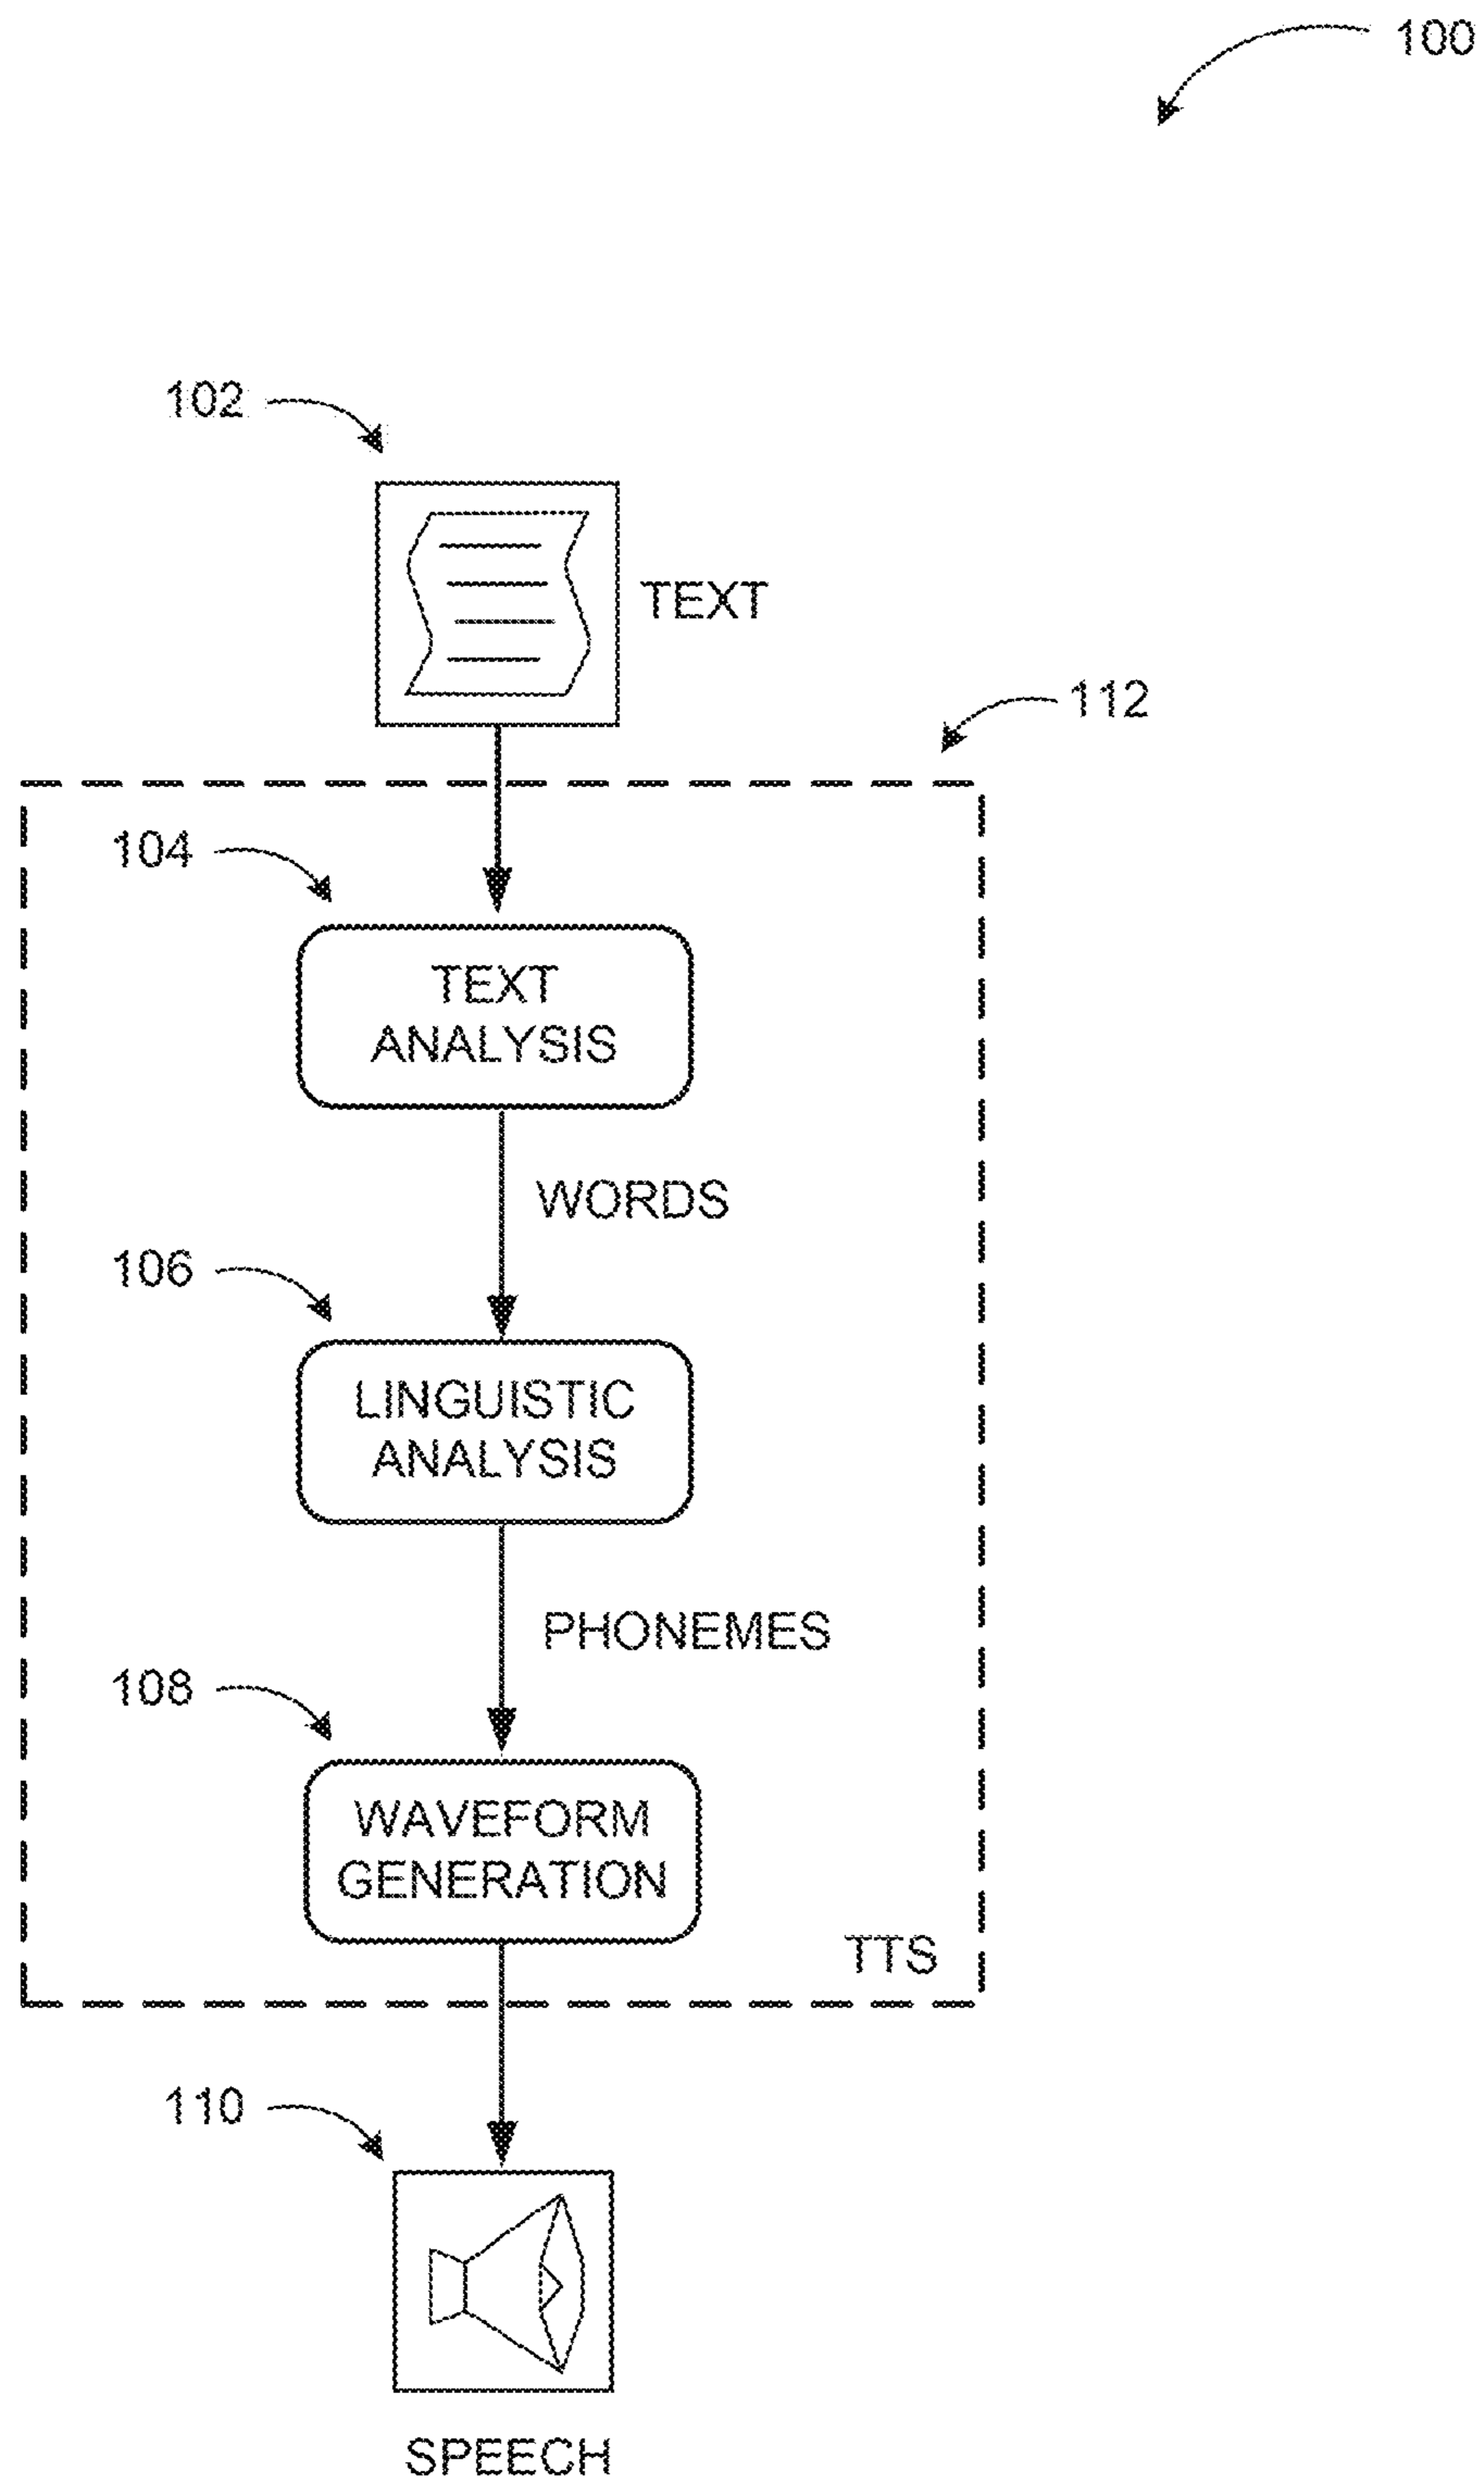 100
102
TEXT
112
104
TEXT
ANALYSIS
WORDS
106
LINGUISTIC
ANALYSIS
PHONEMES
108
WAVEFORM
GENERATION
TTS
110
SPEECH